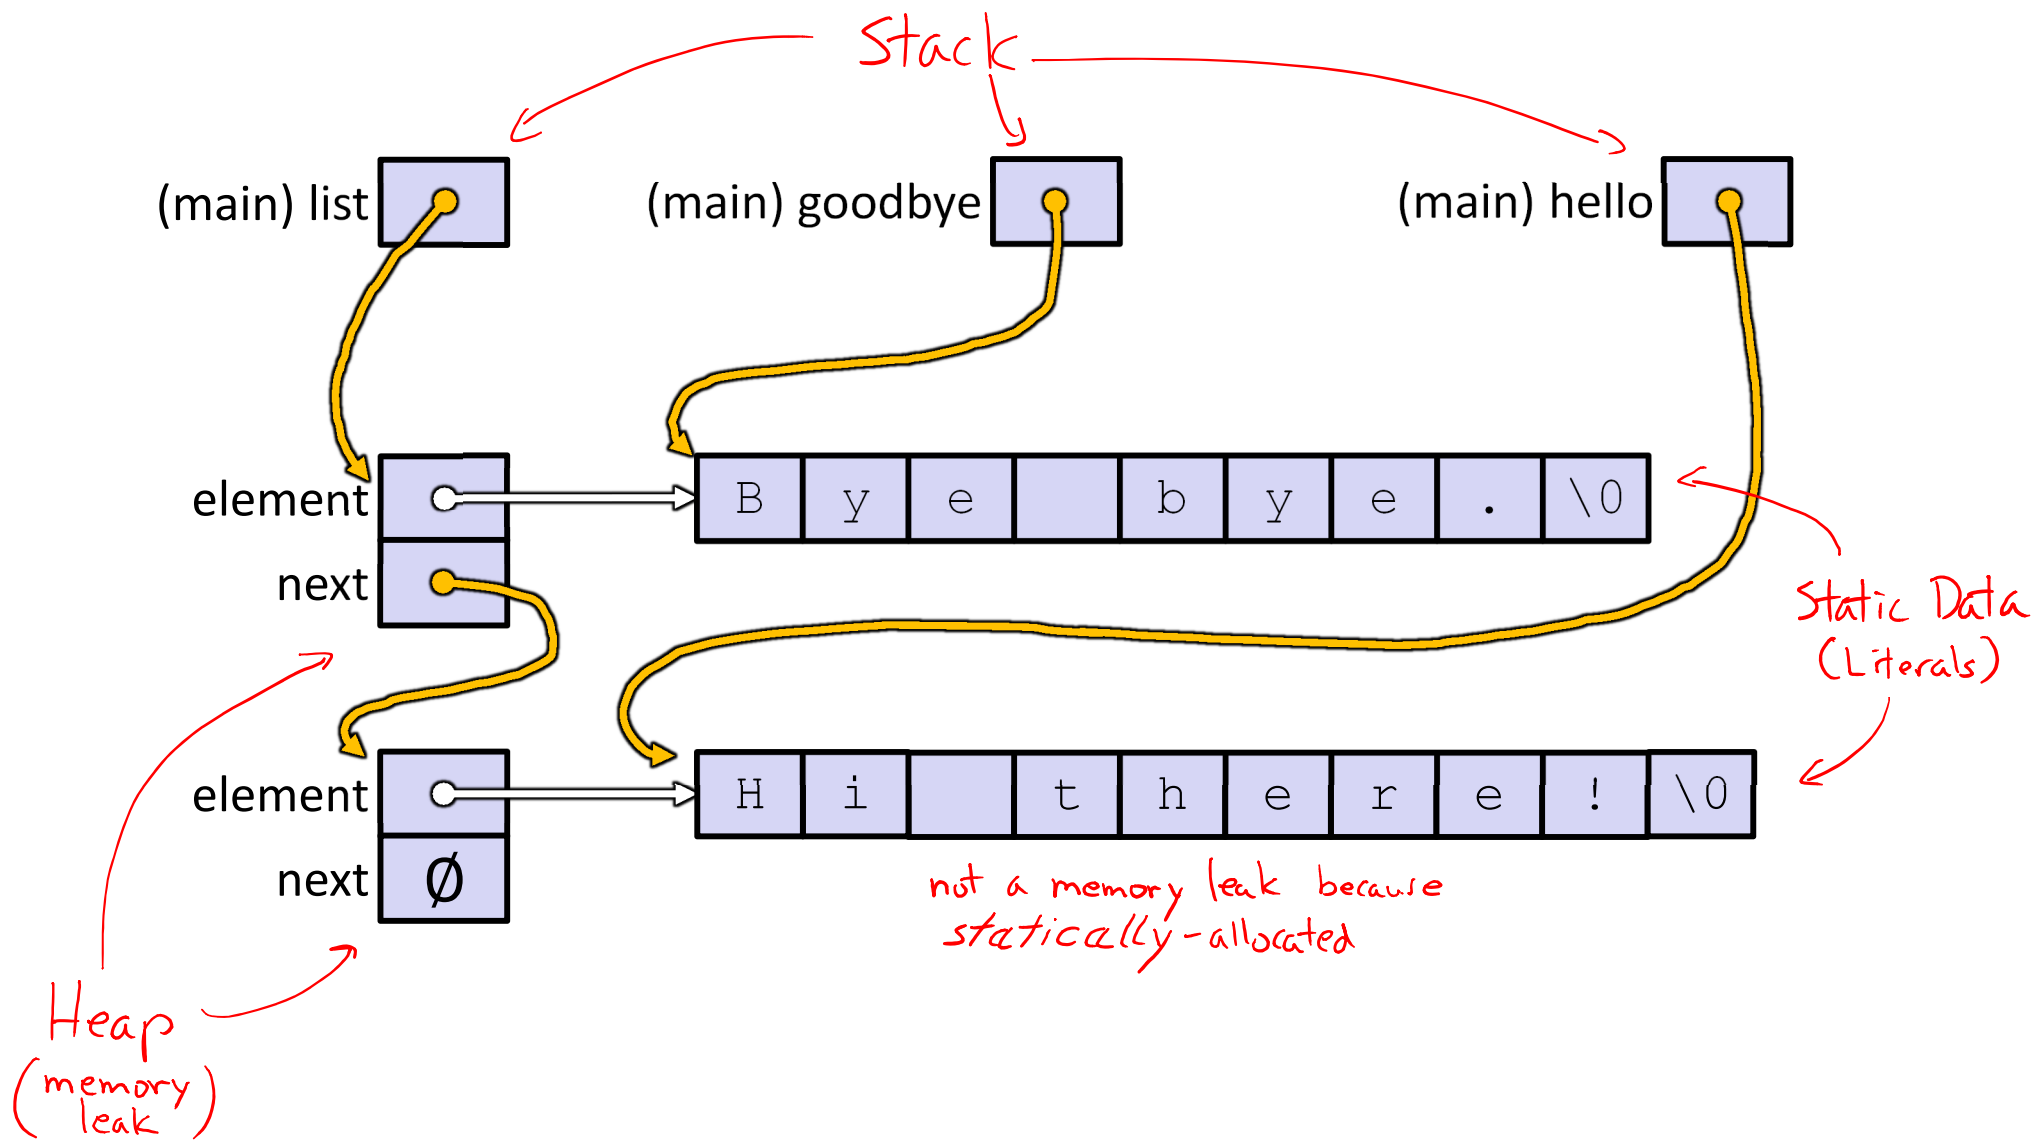 Stack
(main) list
(main) goodbye
(main) hello
element
B y e b y e . \0
next
Static Data
(Literals)
element
H i t h e r e ! \0
next Ø
not a memory leak because
statically-allocated
Heap
(memory
leak)